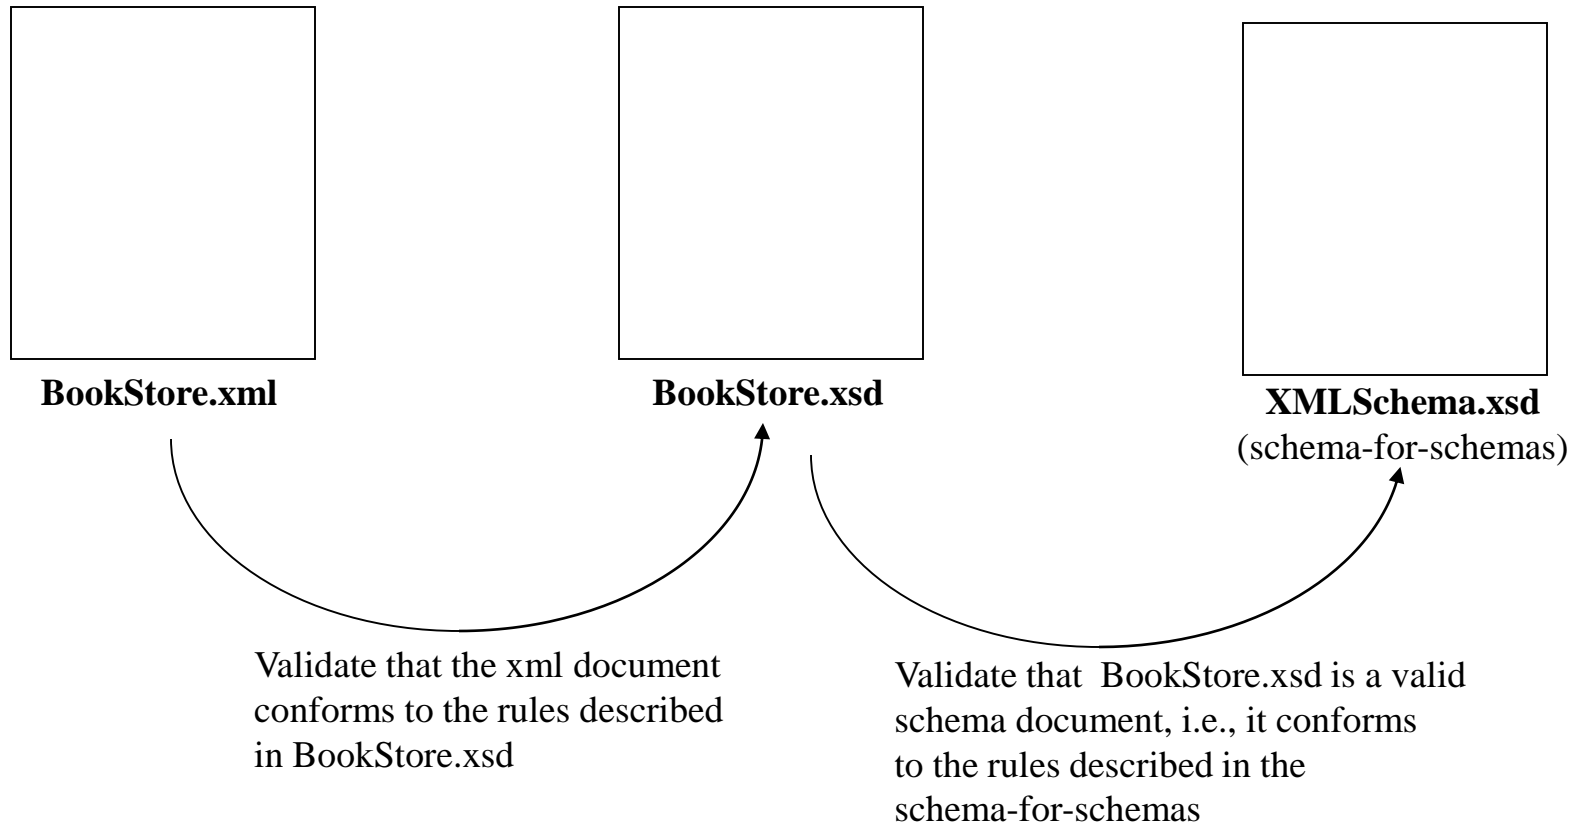 BookStore.xml
BookStore.xsd
XMLSchema.xsd
(schema-for-schemas)
Validate that the xml document
conforms to the rules described
in BookStore.xsd
Validate that  BookStore.xsd is a valid
schema document, i.e., it conforms
to the rules described in the
schema-for-schemas